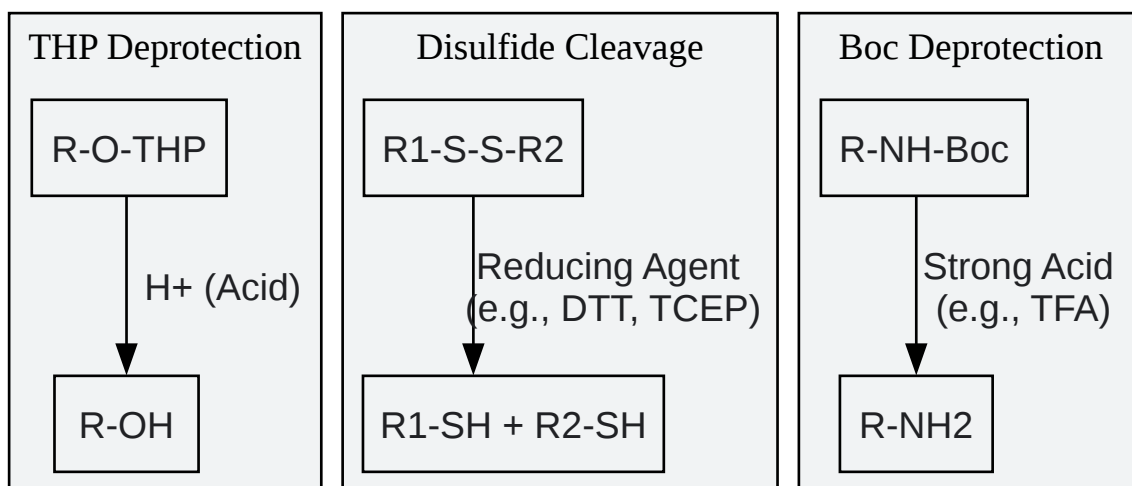 THP Deprotection
R-O-THP
H+ (Acid)
R-OH
Disulfide Cleavage
R1-S-S-R2
Reducing Agent
(e.g., DTT, TCEP)
R1-SH + R2-SH
Boc Deprotection
R-NH-Boc
Strong Acid
(e.g., TFA)
R-NH2